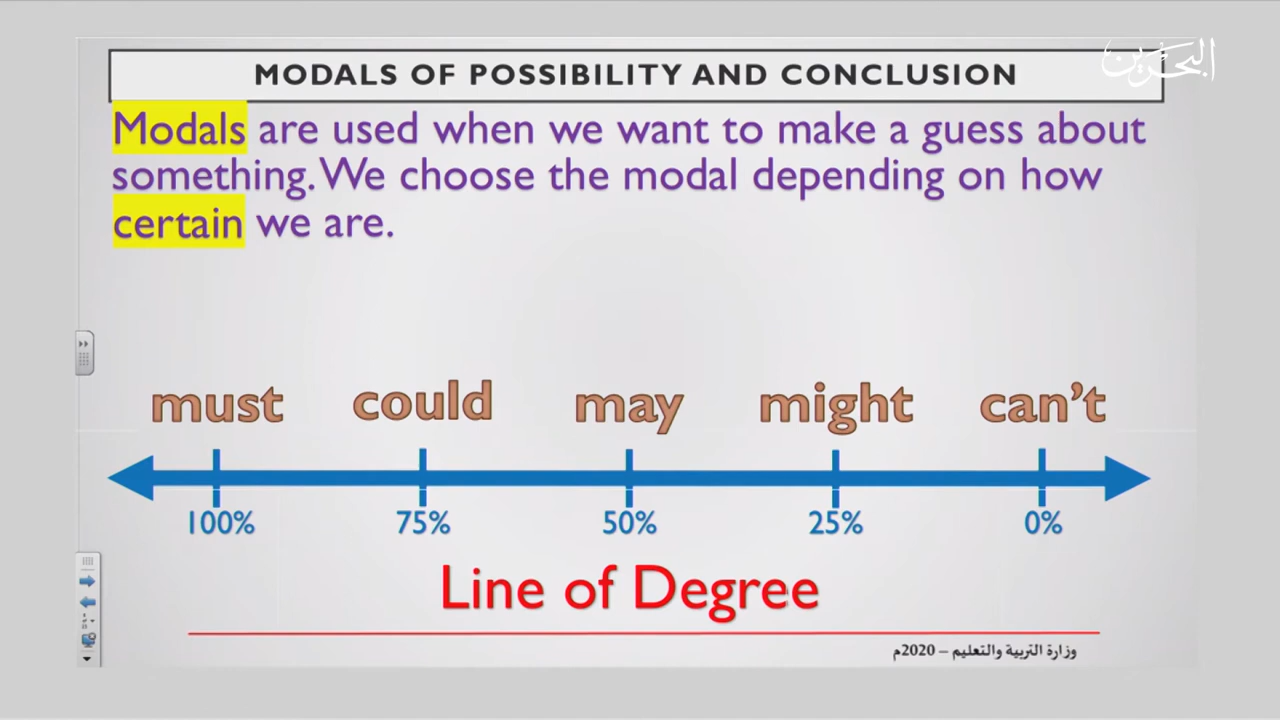 البحرين
MODALS OF POSSIBILITY AND CONCLUSION
Modals are used when we want to make a guess about
something. We choose the modal depending on how
certain we are.
must could may might can't
100% 75% 50% 25% 0%
Line of Degree
وزارة التربية والتعليم – 2020م